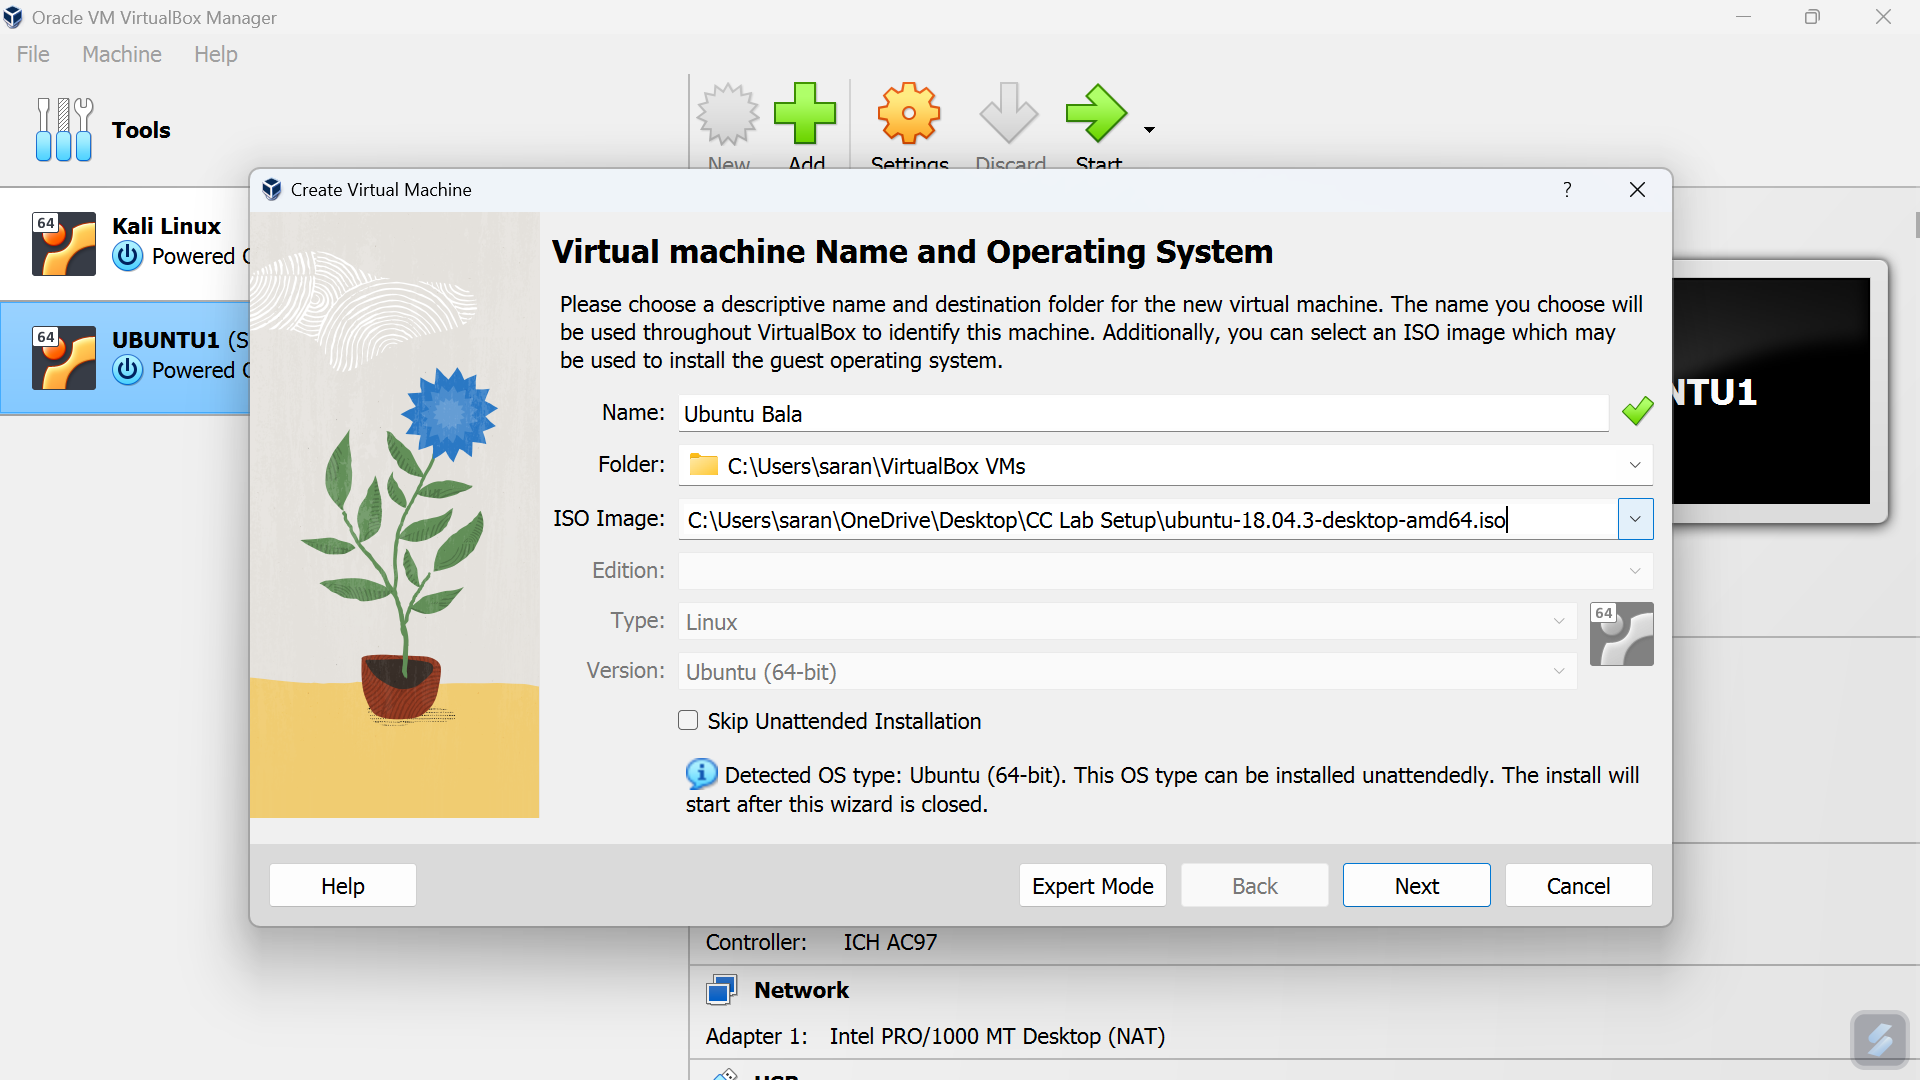 Oracle VM VirtualBox Manager
File Machine Help
Tools
New Add Settings Discard Start
Create Virtual Machine ?
64 Kali Linux
Powered
64 UBUNTU1 (S
Powered
Virtual machine Name and Operating System
Please choose a descriptive name and destination folder for the new virtual machine. The name you choose will
be used throughout VirtualBox to identify this machine. Additionally, you can select an ISO image which may
be used to install the guest operating system.
NTU1
Name: Ubuntu Bala
Folder: C:\Users\saran\VirtualBox VMs
ISO Image: C:\Users\saran\OneDrive\Desktop\CC Lab Setup\ubuntu-18.04.3-desktop-amd64.iso
Edition:
Type: Linux 64
Version: Ubuntu (64-bit)
Skip Unattended Installation
Detected OS type: Ubuntu (64-bit). This OS type can be installed unattendedly. The install will
start after this wizard is closed.
Help Expert Mode Back Next Cancel
Controller: ICH AC97
Network
Adapter 1: Intel PRO/1000 MT Desktop (NAT)
USB